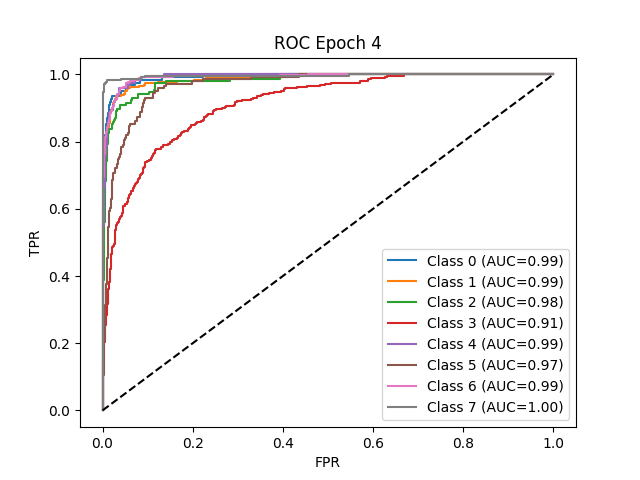 ROC Epoch 4
1.0
0.8
0.6
0.4
0.2
0.0
TPR
0.0 0.2 0.4 0.6 0.8 1.0
FPR
Class 0 (AUC=0.99)
Class 1 (AUC=0.99)
Class 2 (AUC=0.98)
Class 3 (AUC=0.91)
Class 4 (AUC=0.99)
Class 5 (AUC=0.97)
Class 6 (AUC=0.99)
Class 7 (AUC=1.00)